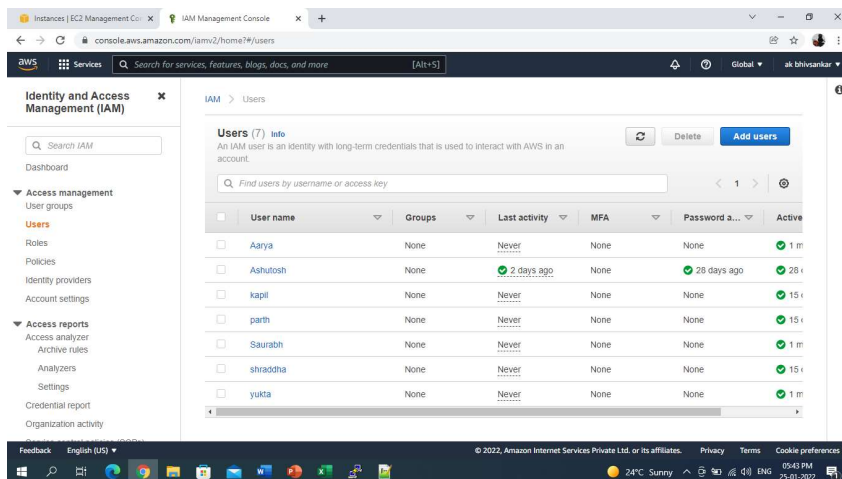 Instances | EC2 Management Co
IAM Management Console
console.aws.amazon.com/iamv2/home?#/users
aws
Services
Search for services, features, blogs, docs, and more
[Alt+S]
Global
ak bhivsankar
Identity and Access Management (IAM)
Search IAM
Dashboard
Access management
User groups
Users
Roles
Policies
Identity providers
Account settings
Access reports
Access analyzer
Archive rules
Analyzers
Settings
Credential report
Organization activity
IAM > Users
Users (7) Info
An IAM user is an identity with long-term credentials that is used to interact with AWS in an
account.
Delete
Add users
Find users by username or access key
1
User name Groups Last activity MFA Password a... Active
Aarya None Never None None 1 m
Ashutosh None 2 days ago None 28 days ago 28
kapil None Never None None 15
parth None Never None None 15
Saurabh None Never None None 1 m
shraddha None Never None None 15
yukta None Never None None 1 m
Feedback English (US)
© 2022, Amazon Internet Services Private Ltd. or its affiliates. Privacy Terms Cookie preferences
24°C Sunny
ENG
05:43 PM
25-01-2022